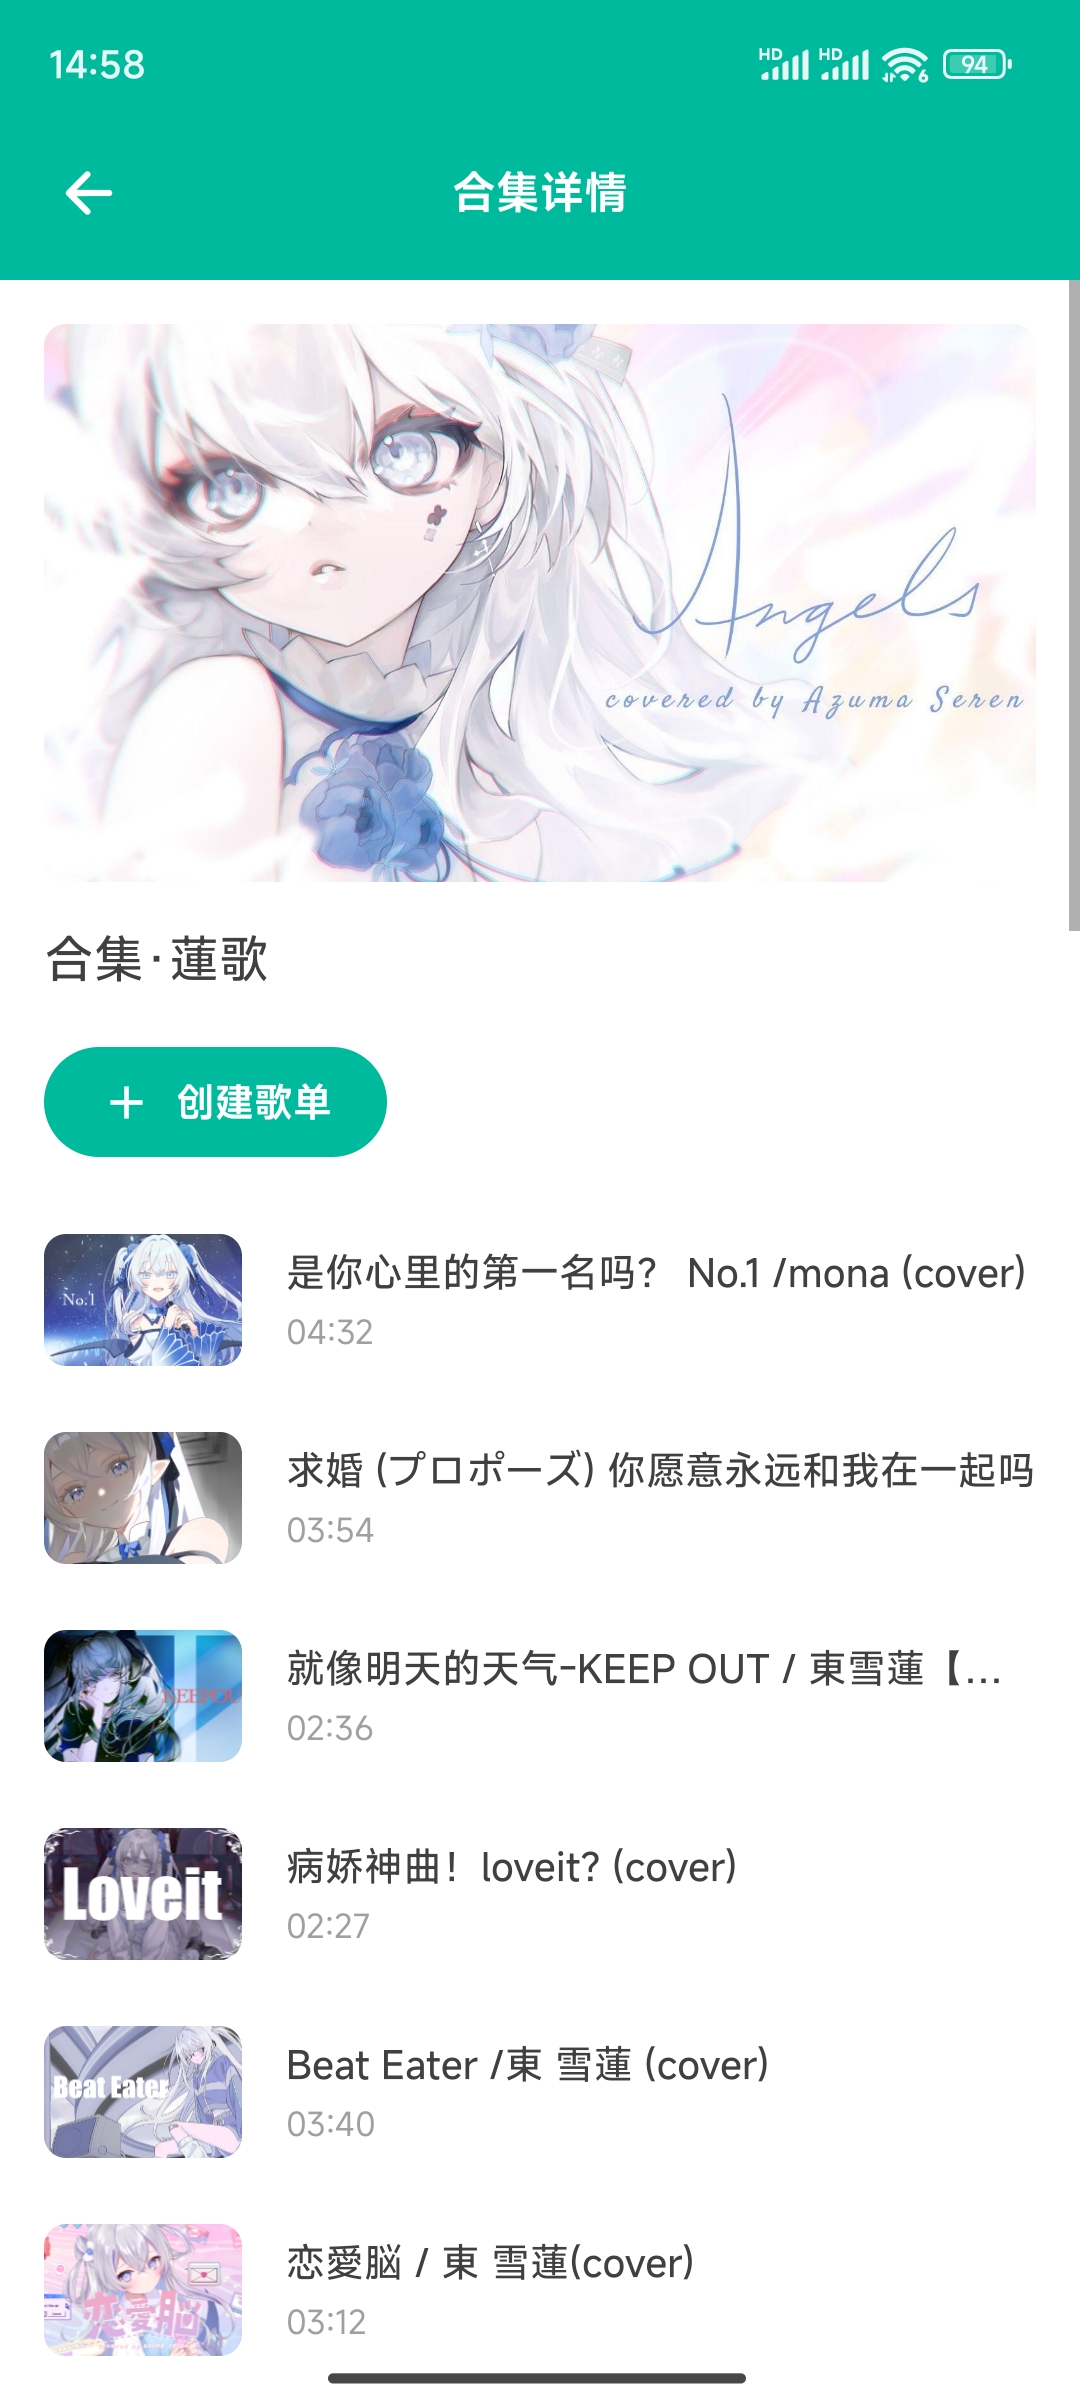 14:58
HD HD 6 94
合集详情
Angels
covered by Azuma Seren
合集·蓮歌
+ 创建歌单
No.1
是你心里的第一名吗? No.1 /mona (cover)
04:32
求婚 (プロポーズ) 你愿意永远和我在一起吗
03:54
KEEPOU
就像明天的天气-KEEP OUT / 東雪蓮【...
02:36
Loveit
病娇神曲！loveit? (cover)
02:27
Beat Eater
Beat Eater /東 雪蓮 (cover)
03:40
恋愛脳
恋愛脳 / 東 雪蓮(cover)
03:12